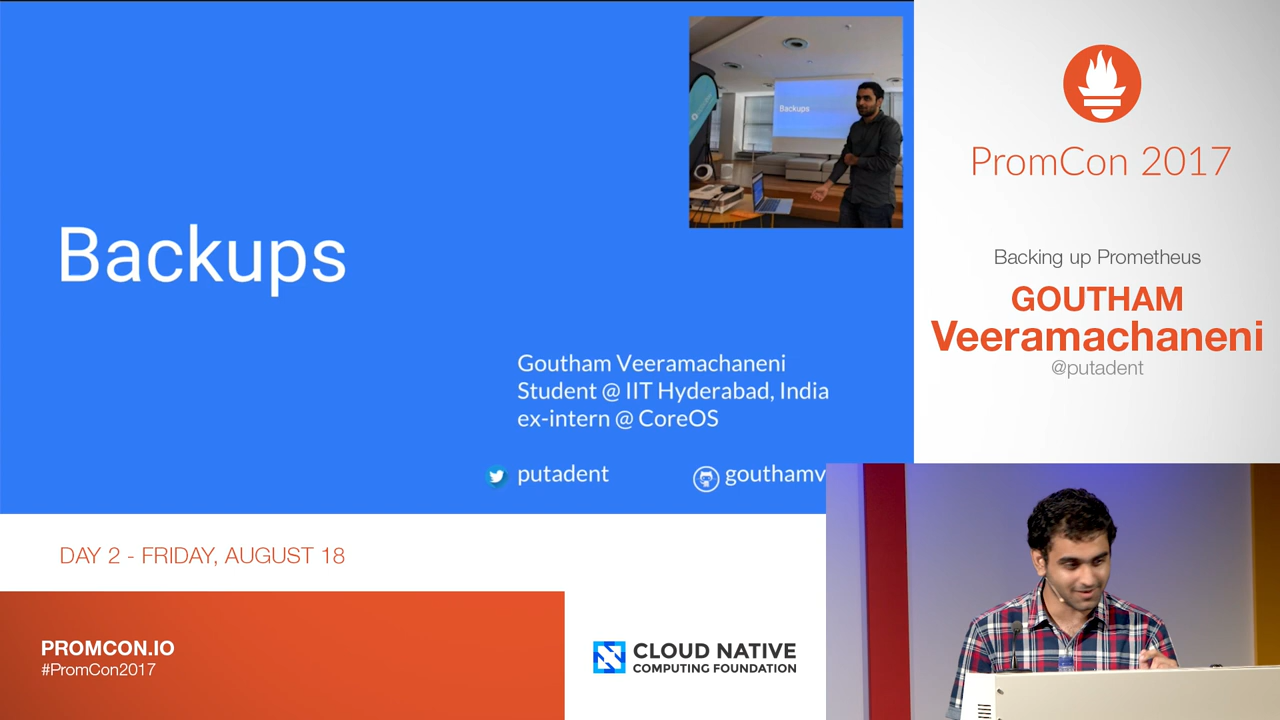 Backups
Backups
Goutham Veeramachaneni
Student @ IIT Hyderabad, India
ex-intern @ CoreOS
putadent
gouthamv
PromCon 2017
Backing up Prometheus
GOUTHAM
Veeramachaneni
@putadent
DAY 2 - FRIDAY, AUGUST 18
PROMCON.IO
#PromCon2017
CLOUD NATIVE
COMPUTING FOUNDATION